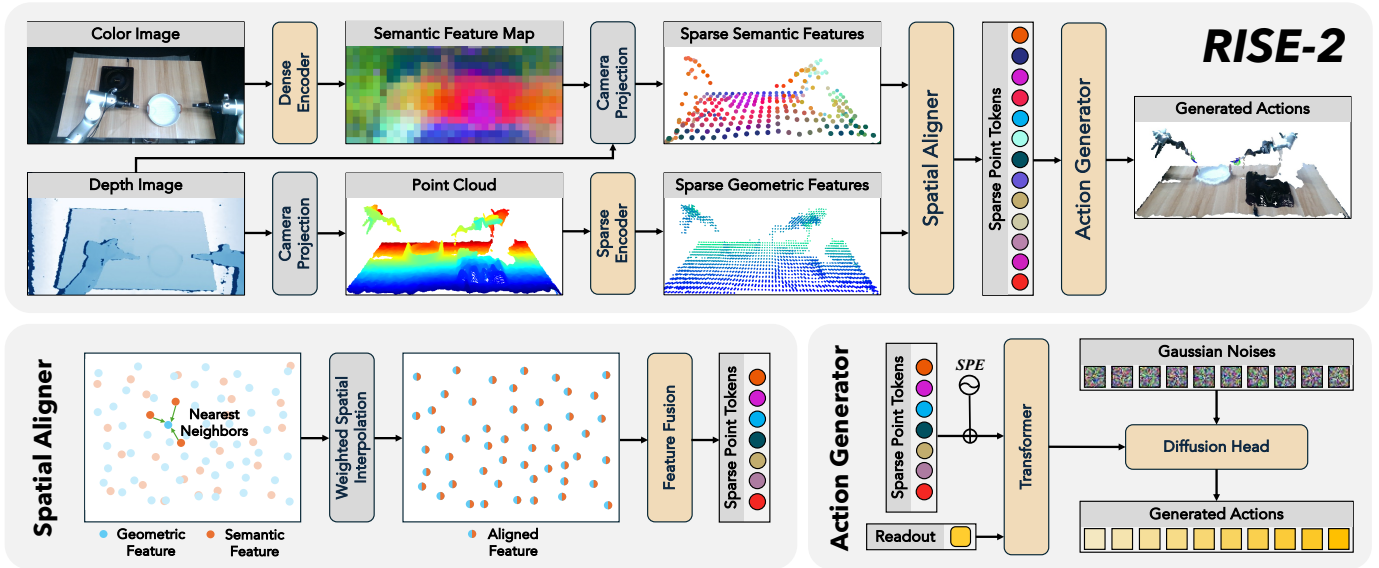 RISE-2
Color Image
Dense
Encoder
Semantic Feature Map
Camera
Projection
Sparse Semantic Features
Spatial Aligner
Sparse Point Tokens
Action Generator
Generated Actions
Depth Image
Camera
Projection
Point Cloud
Sparse
Encoder
Sparse Geometric Features
Spatial Aligner
Nearest
Neighbors
Geometric
Feature
Semantic
Feature
Weighted Spatial
Interpolation
Aligned
Feature
Feature Fusion
Sparse Point Tokens
Action Generator
Sparse Point Tokens
SPE
Readout
Transformer
Gaussian Noises
Diffusion Head
Generated Actions